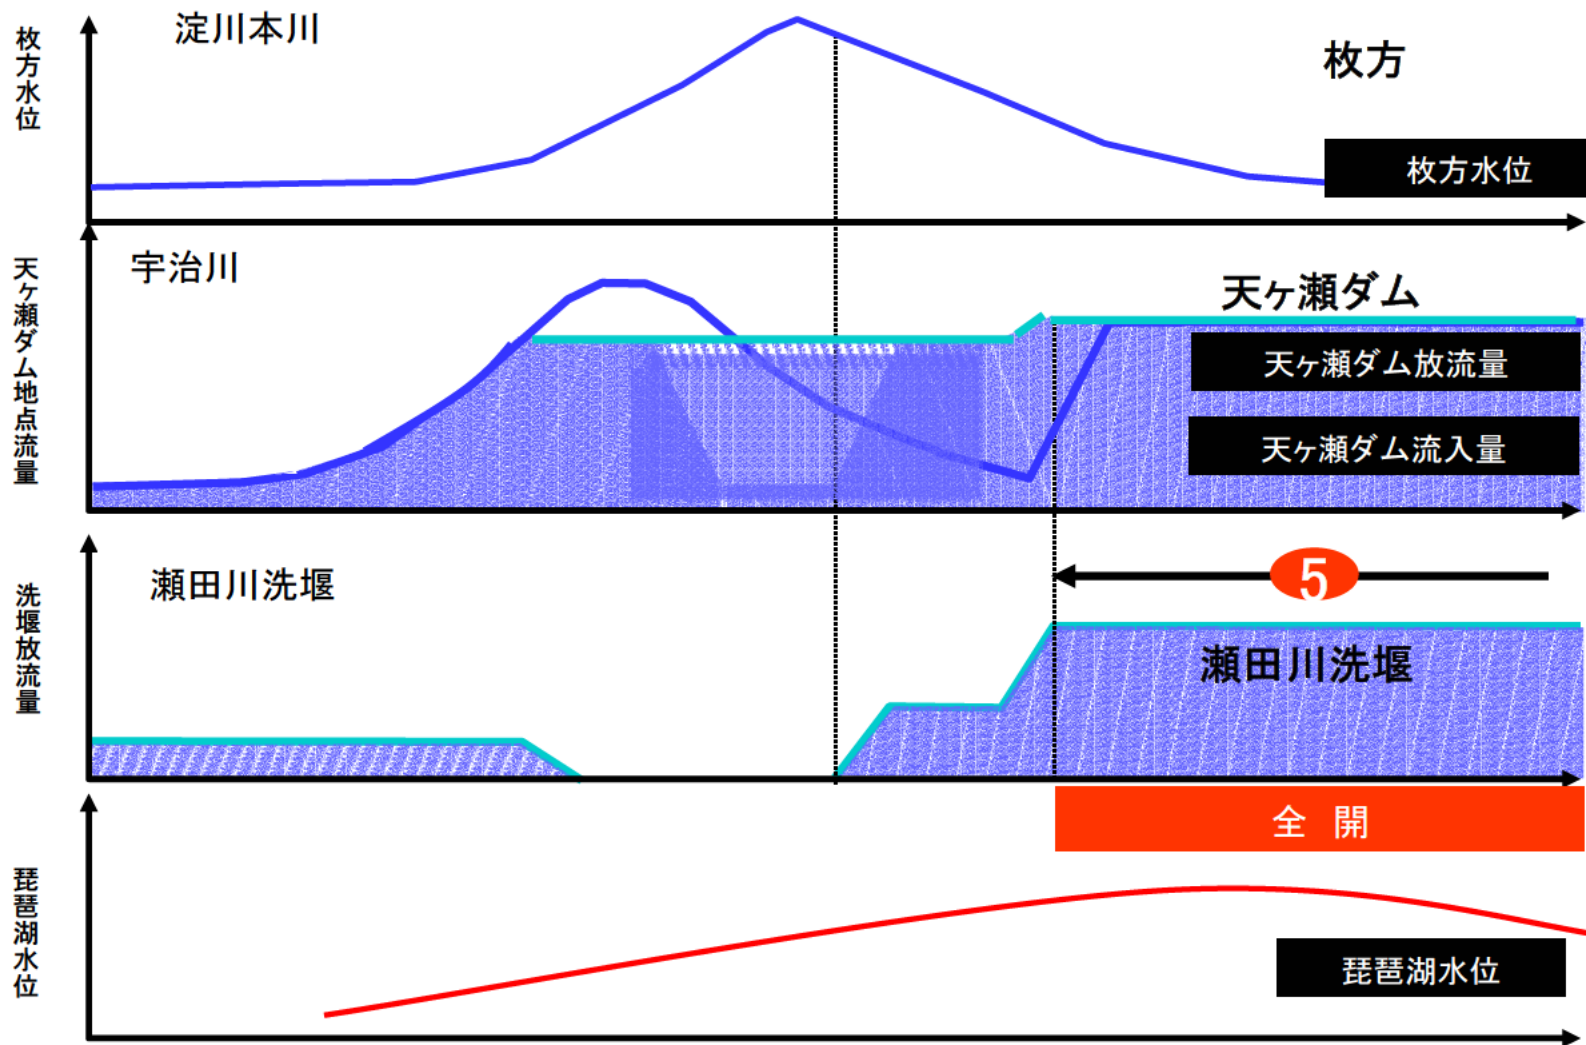 淀川本川
枚方水位
枚方
枚方水位
宇治川
天ヶ瀬ダム地点流量
天ヶ瀬ダム
天ヶ瀬ダム放流量
天ヶ瀬ダム流入量
瀬田川洗堰
洗堰放流量
5
瀬田川洗堰
全 開
琵琶湖水位
琵琶湖水位